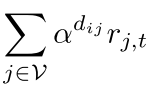 \sum_{j \in \mathcal{V}} \alpha^{d_{ij}} r_{j,t}